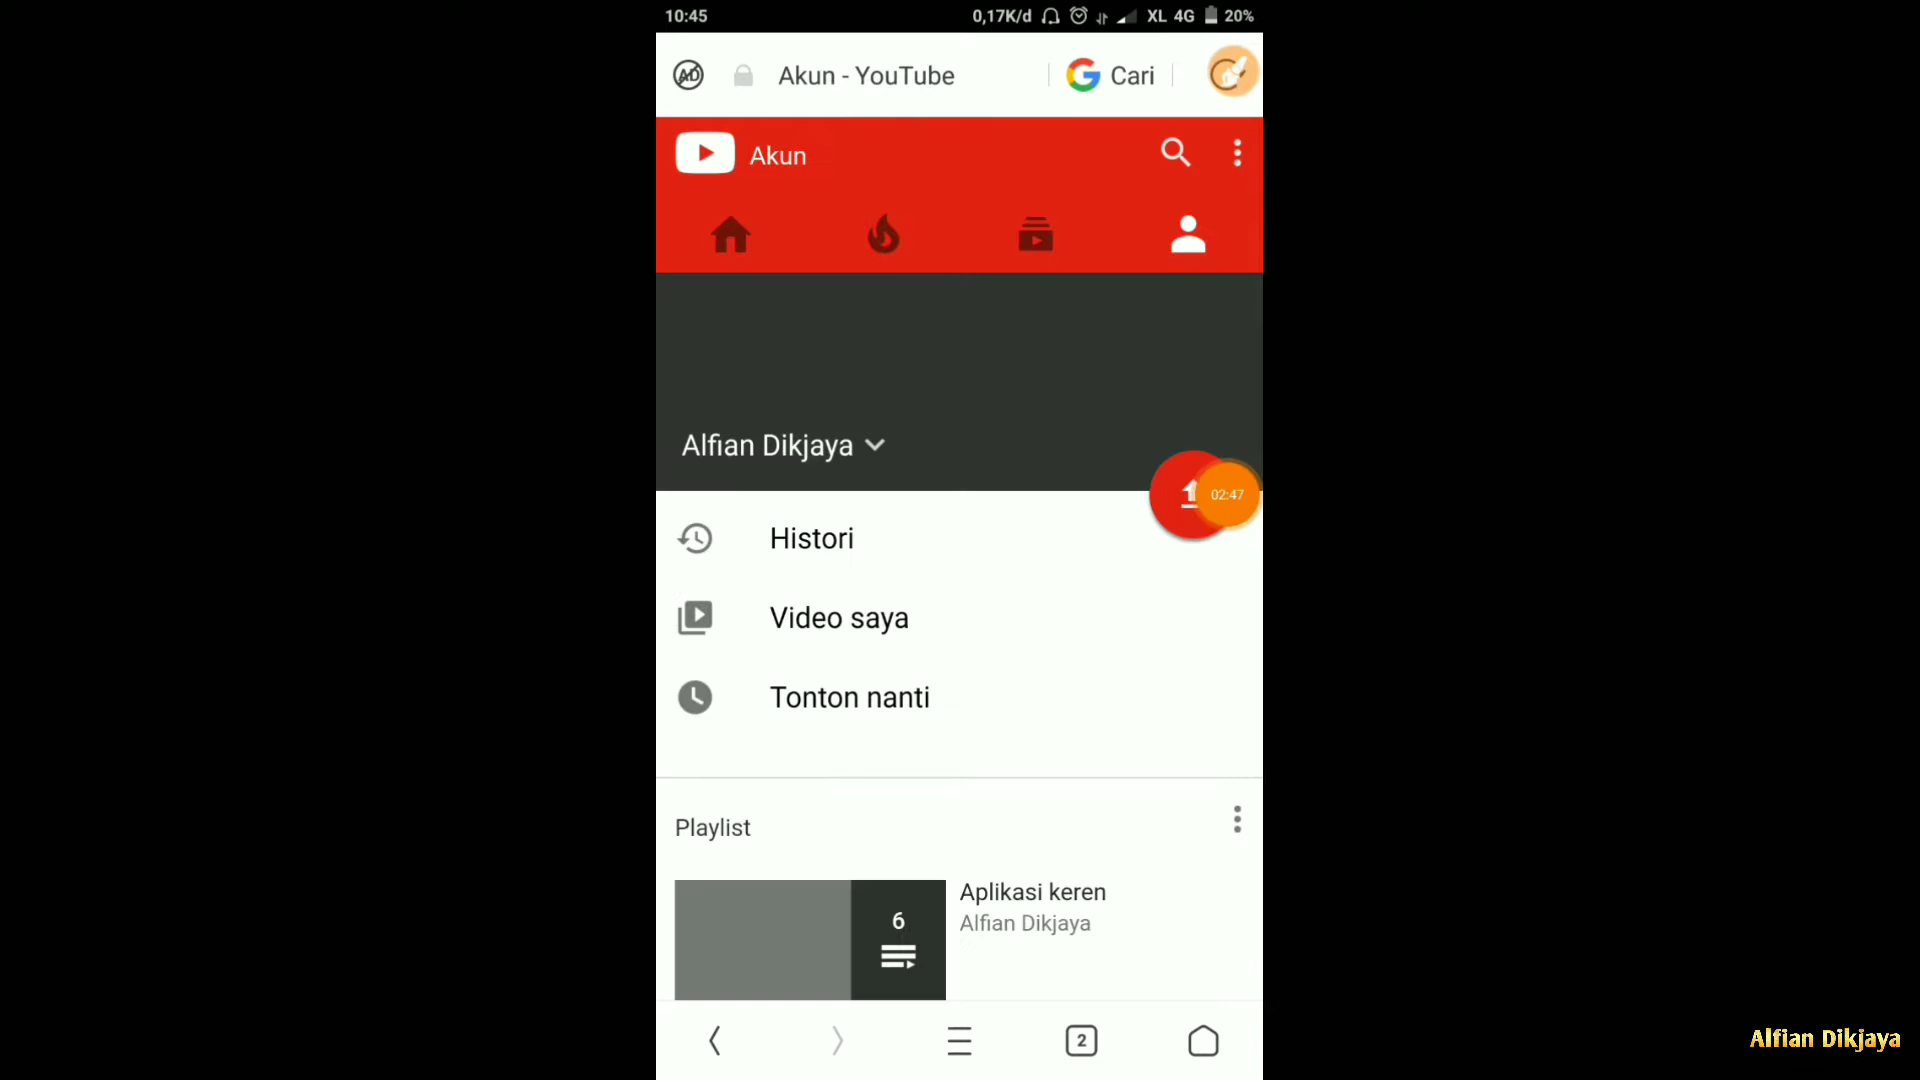 10:45
0,17K/d
XL 4G
20%
AD
Akun - YouTube
Cari
Akun
Alfian Dikjaya
02:47
Histori
Video saya
Tonton nanti
Playlist
6
Aplikasi keren
Alfian Dikjaya
2
Alfian Dikjaya